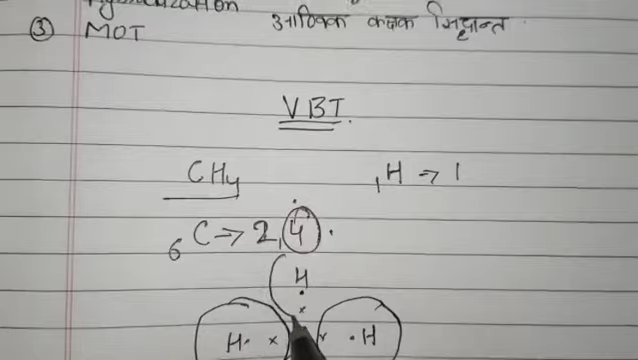 ③ MOT आण्विक कक्षक सिद्धान्त
VBT.
CH4 ₁H → 1
₆C → 2,4.
H
H· × × ·H